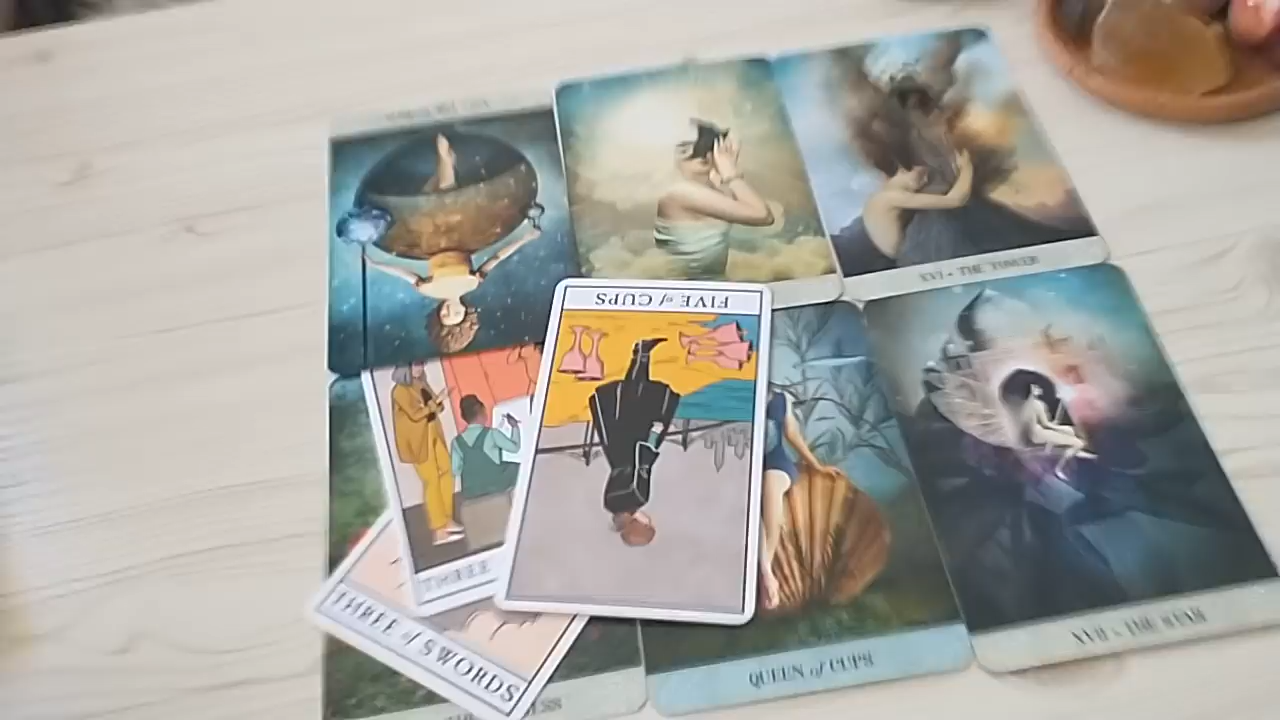 XVI • THE TOWER
FIVE of CUPS
THREE
THREE of SWORDS
XVII • THE STAR
QUEEN of CUPS